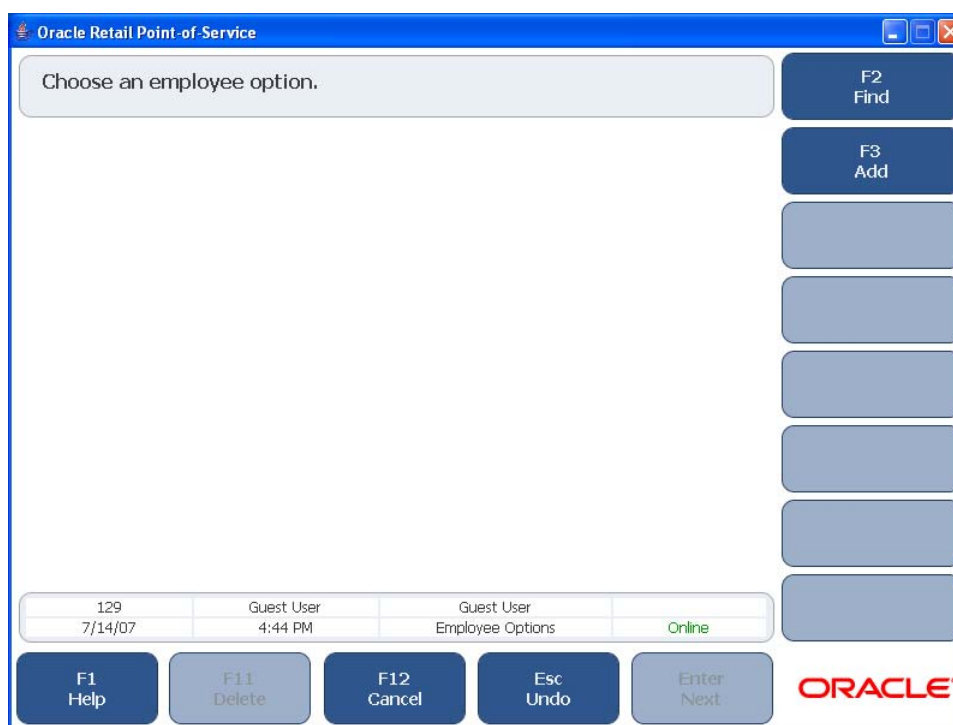 Oracle Retail Point-of-Service
Choose an employee option.
F2
Find
F3
Add
129 Guest User Guest User
7/14/07 4:44 PM Employee Options Online
F1
Help
F11
Delete
F12
Cancel
Esc
Undo
Enter
Next
ORACLE